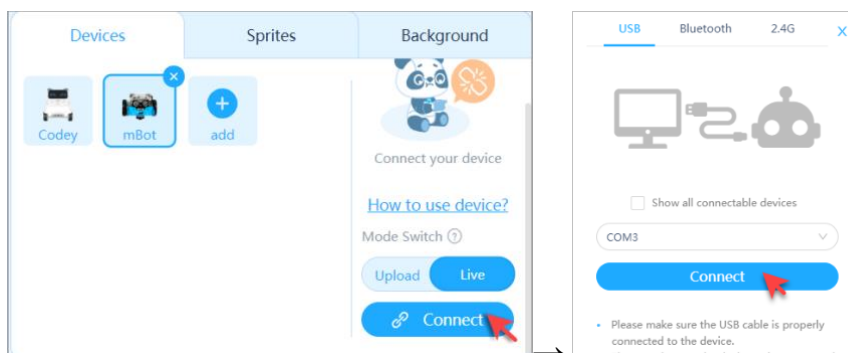 Devices Sprites Background
Codey mBot add
Connect your device
How to use device?
Mode Switch ?
Upload Live
Connect
USB Bluetooth 2.4G X
Show all connectable devices
COM3
Connect
• Please make sure the USB cable is properly
connected to the device.